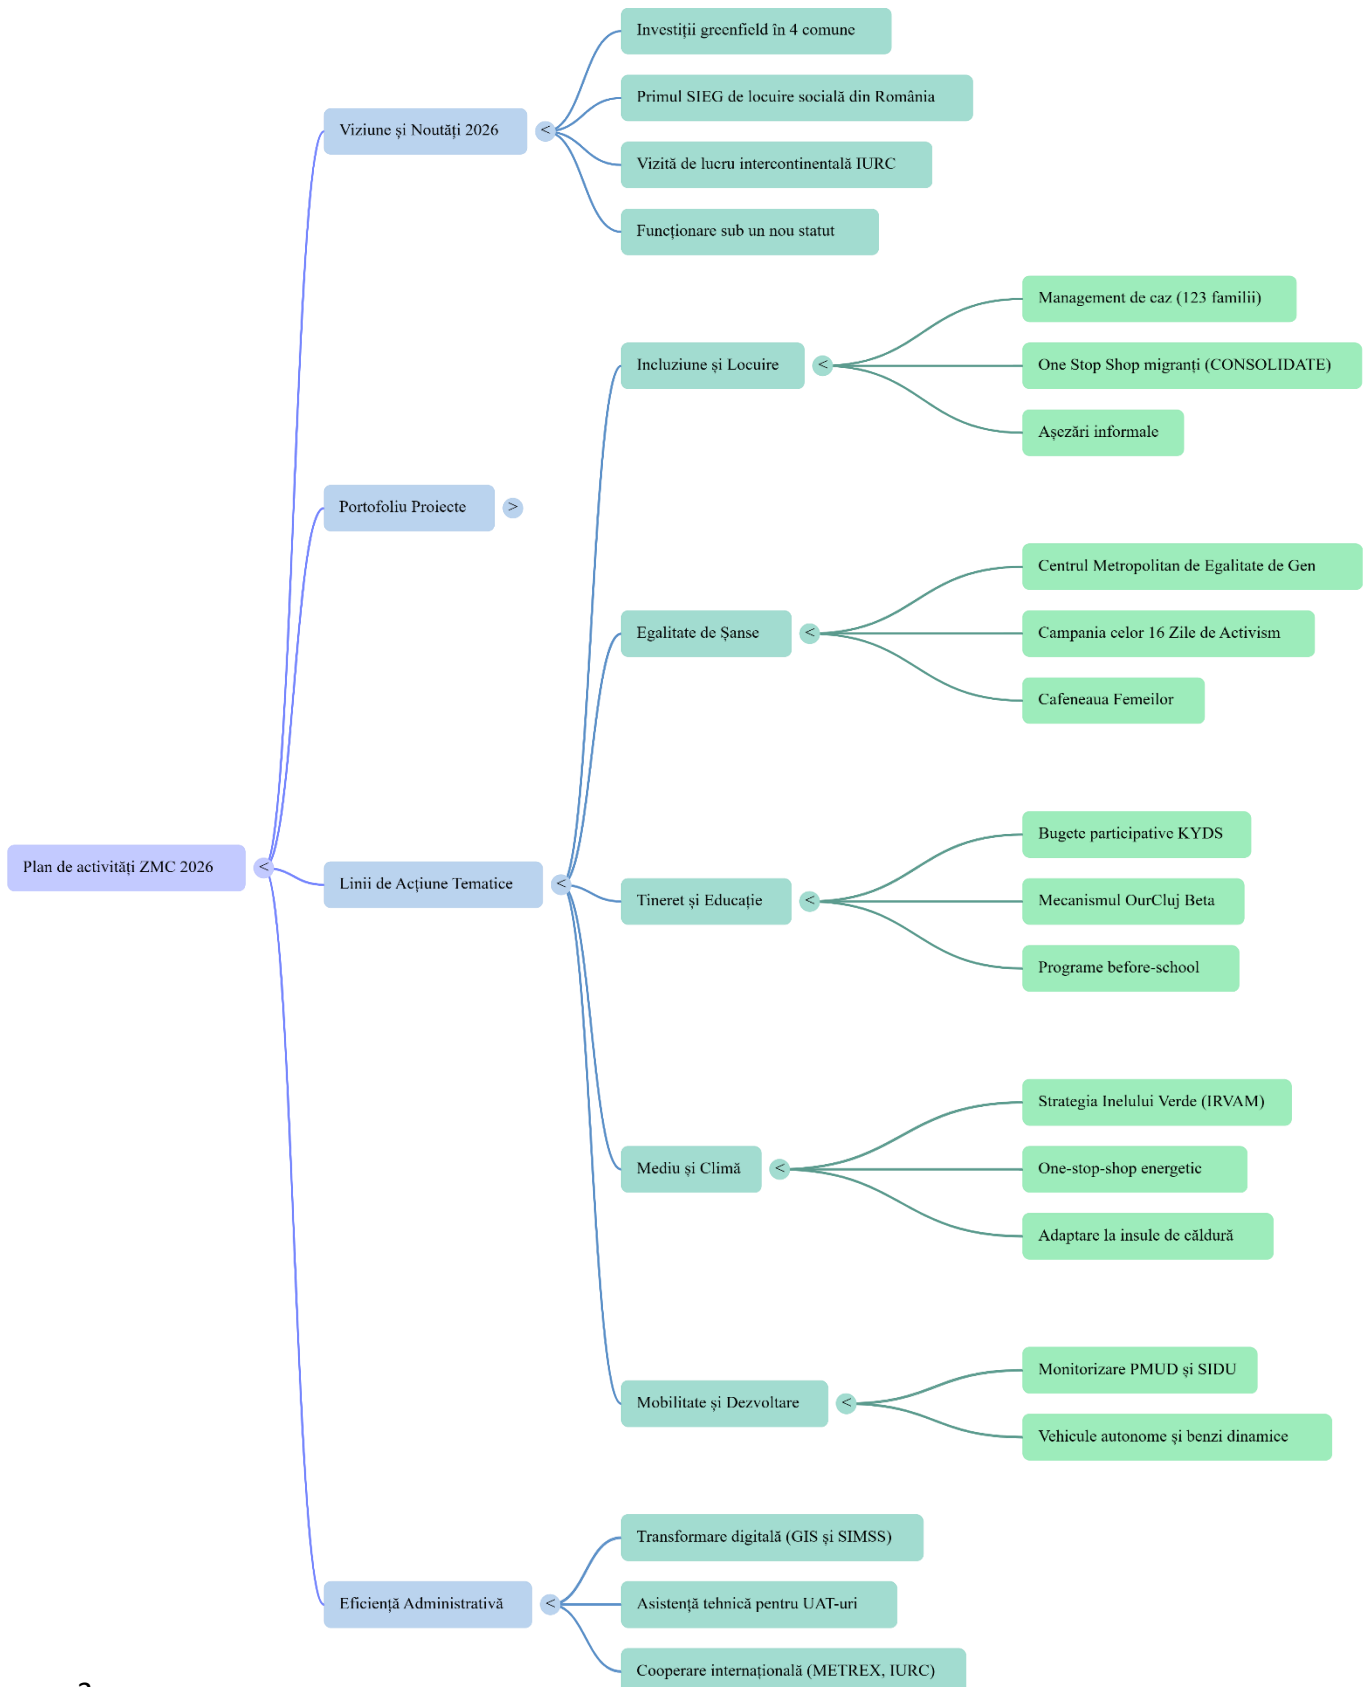 Plan de activități ZMC 2026
<
Viziune și Noutăți 2026
<
Investiții greenfield în 4 comune
Primul SIEG de locuire socială din România
Vizită de lucru intercontinentală IURC
Funcționare sub un nou statut
Portofoliu Proiecte
>
Linii de Acțiune Tematice
<
Incluziune și Locuire
<
Management de caz (123 familii)
One Stop Shop migranți (CONSOLIDATE)
Așezări informale
Egalitate de Șanse
<
Centrul Metropolitan de Egalitate de Gen
Campania celor 16 Zile de Activism
Cafeneaua Femeilor
Tineret și Educație
<
Bugete participative KYDS
Mecanismul OurCluj Beta
Programe before-school
Mediu și Climă
<
Strategia Inelului Verde (IRVAM)
One-stop-shop energetic
Adaptare la insule de căldură
Mobilitate și Dezvoltare
<
Monitorizare PMUD și SIDU
Vehicule autonome și benzi dinamice
Eficiență Administrativă
<
Transformare digitală (GIS și SIMSS)
Asistență tehnică pentru UAT-uri
Cooperare internațională (METREX, IURC)